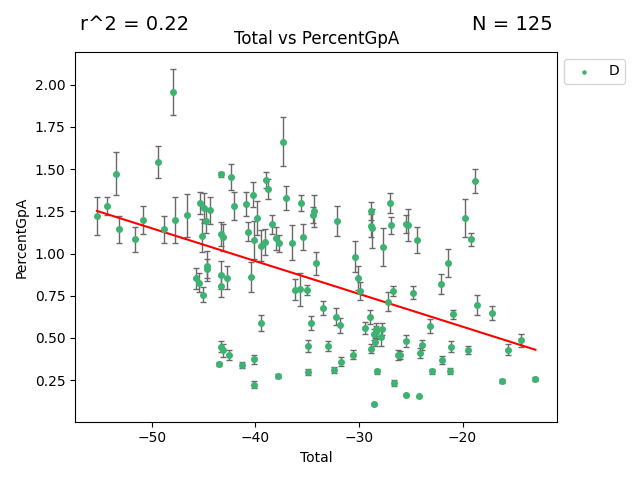 r^2 = 0.22
N = 125
Total vs PercentGpA
D
2.00
1.75
1.50
1.25
1.00
0.75
0.50
0.25
PercentGpA
−50
−40
−30
−20
Total